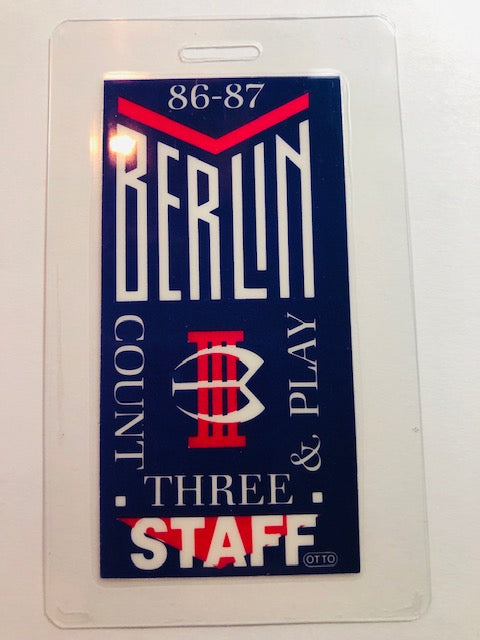 86-87
BERLIN
COUNT
THREE
& PLAY
STAFF
OTTO